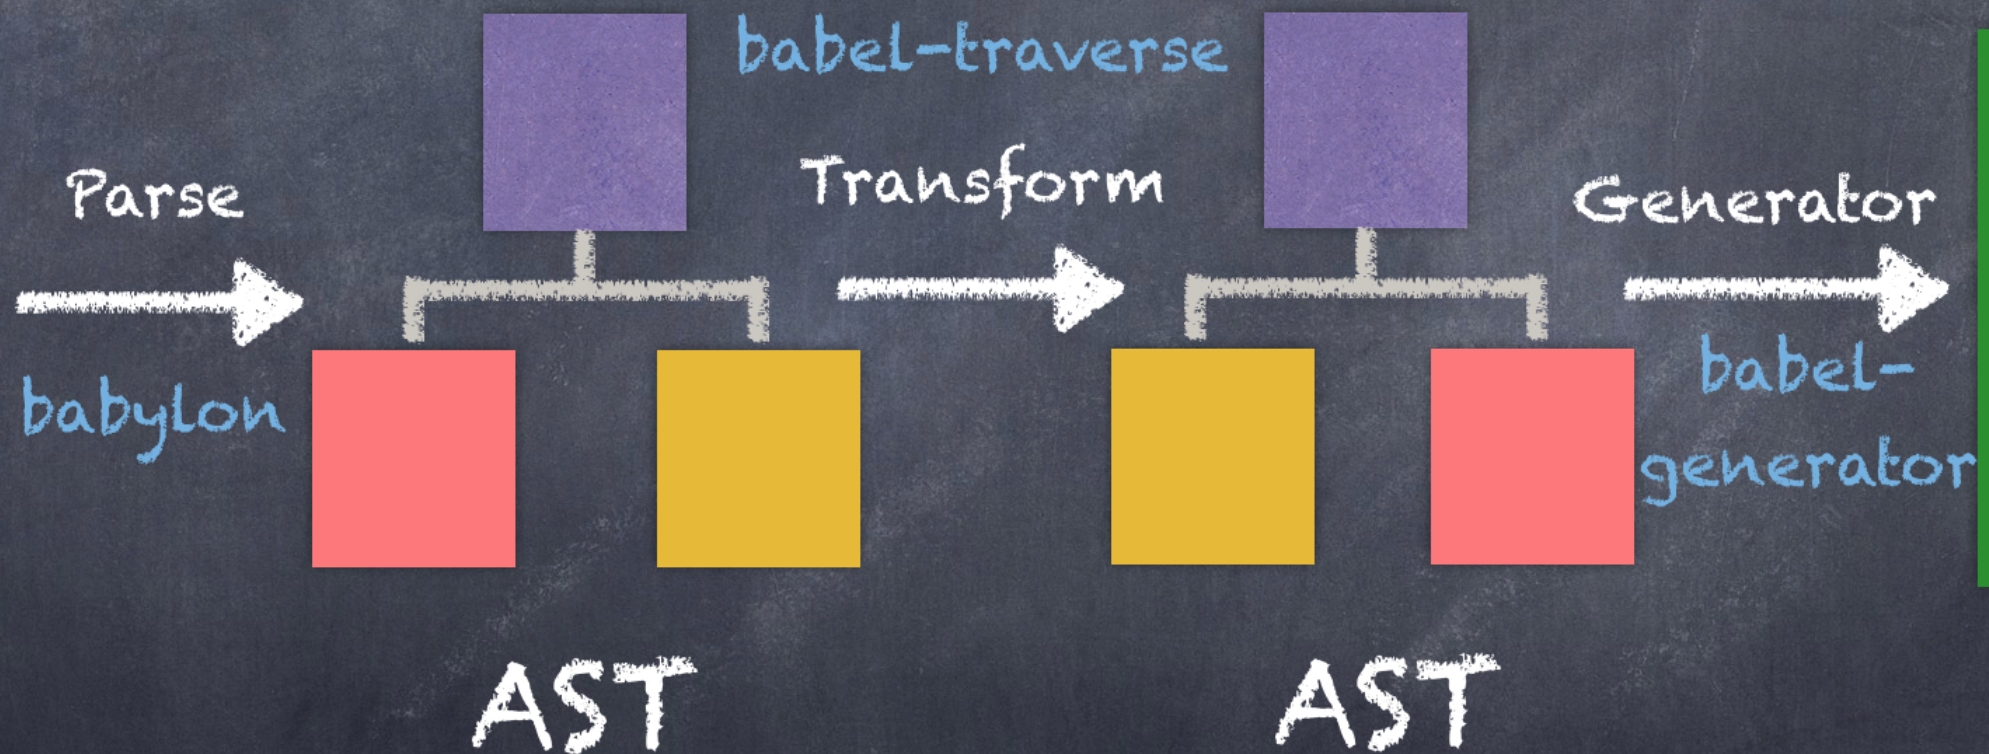 babel-traverse
Parse
Transform
Generator
babylon
babel-
generator
AST
AST